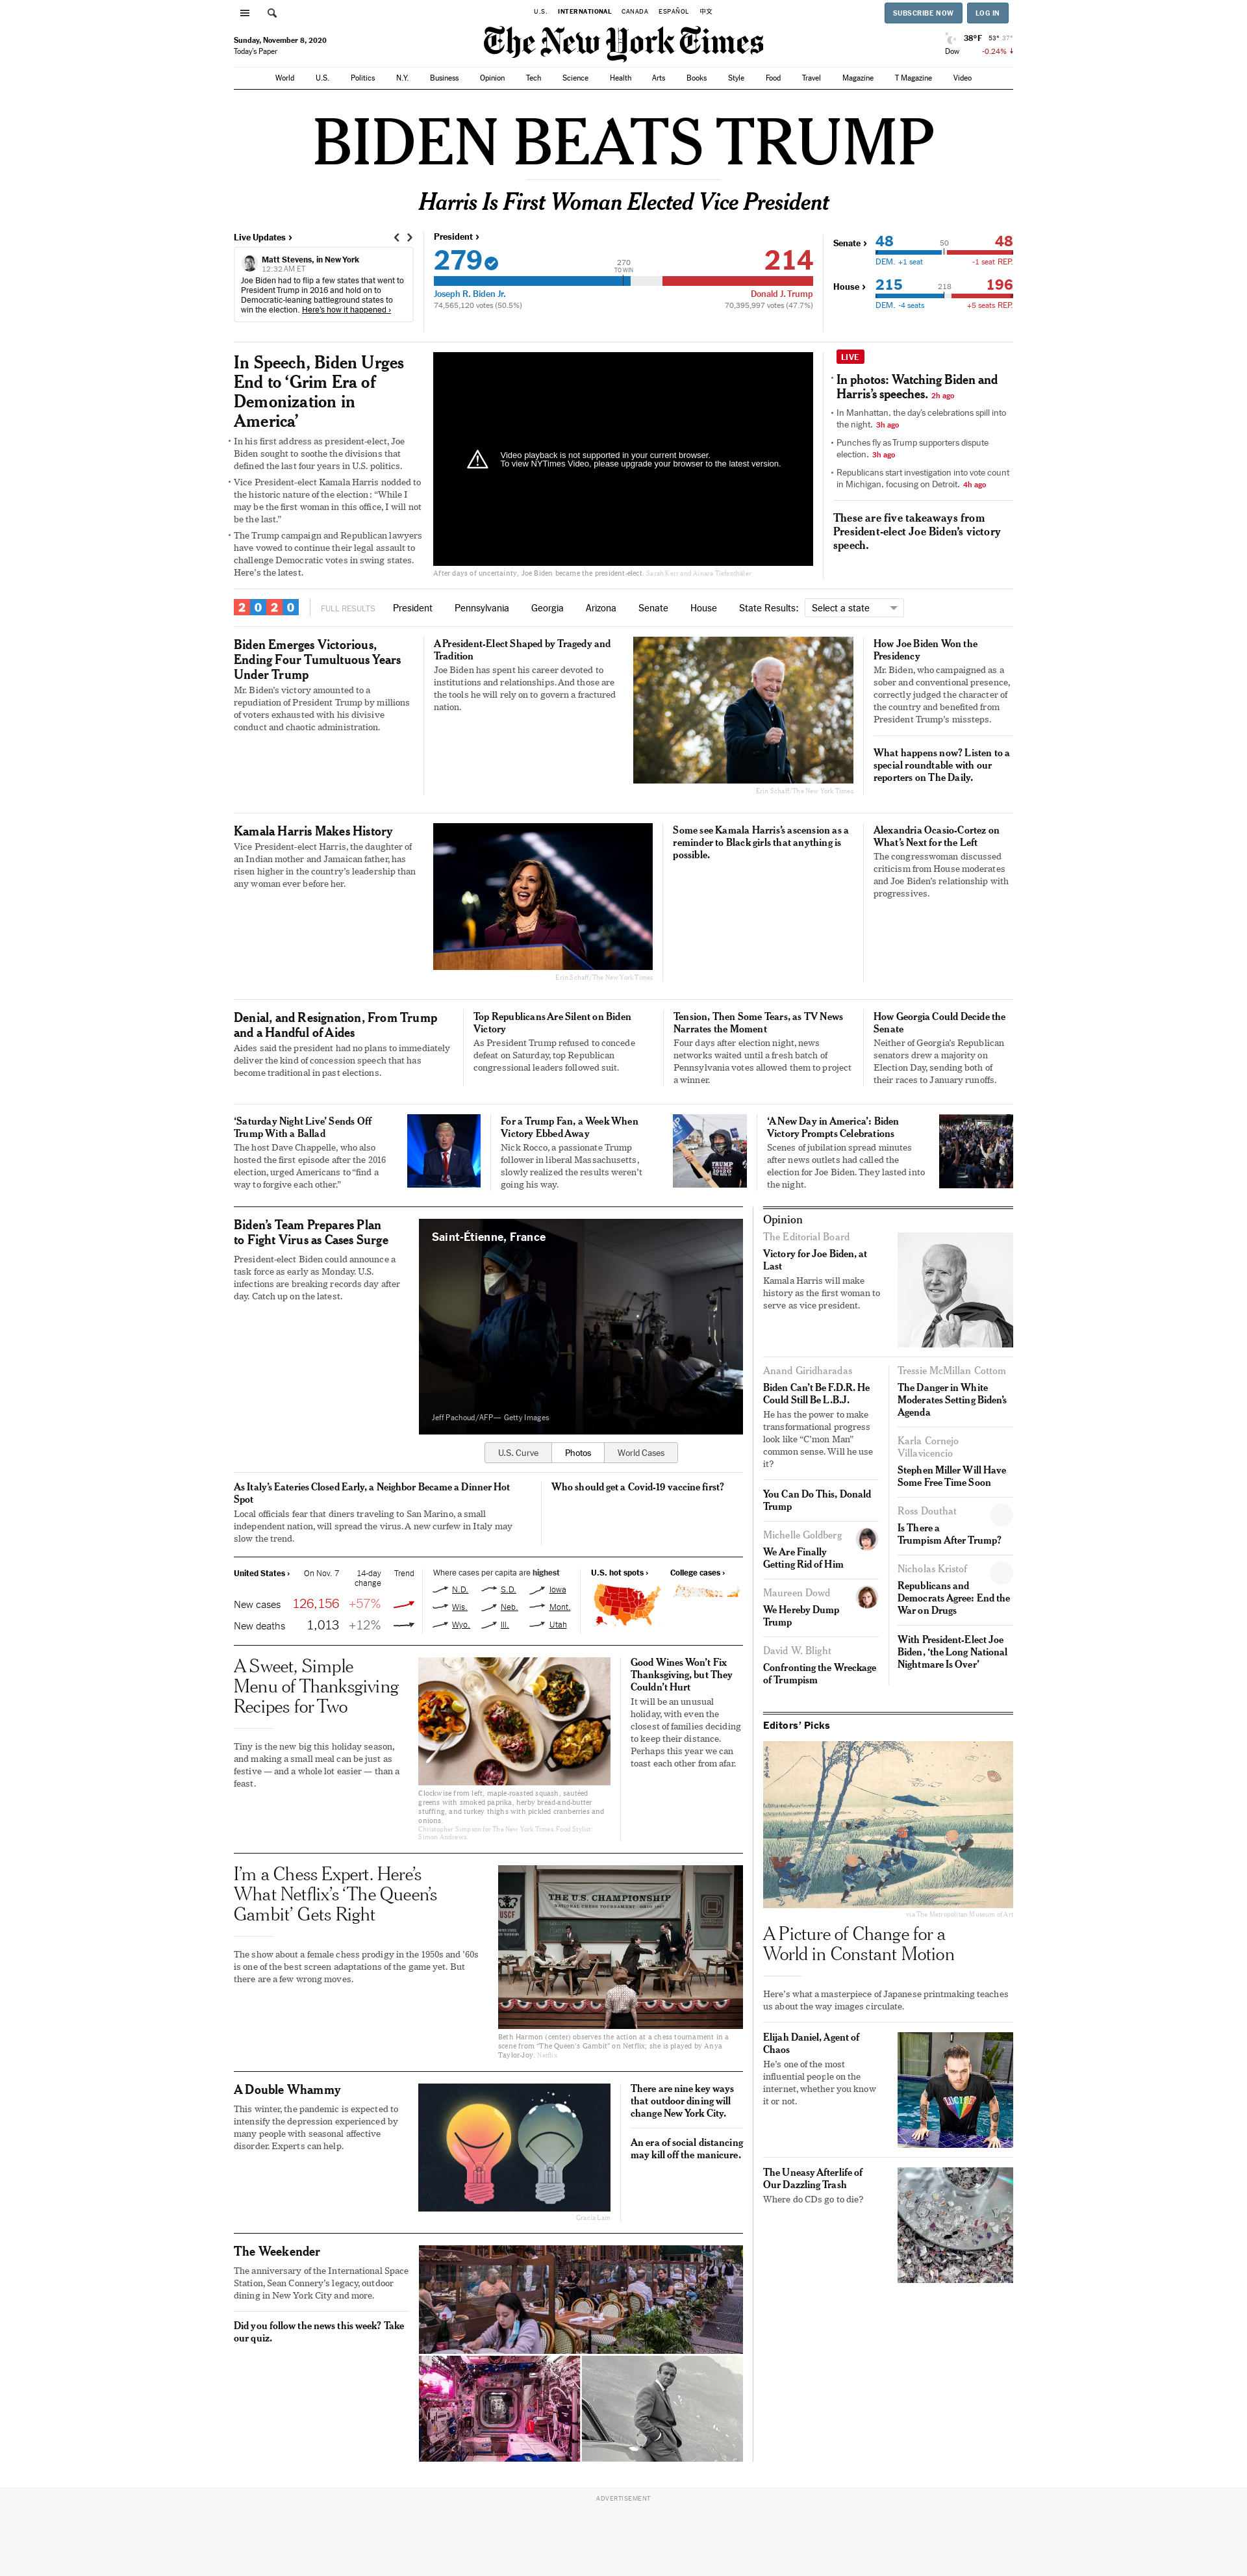 U.S. INTERNATIONAL CANADA ESPAÑOL 中文
SUBSCRIBE NOW LOG IN
Sunday, November 8, 2020
Today's Paper
The New York Times
38°F 53° 37°
Dow -0.24% ↓
World U.S. Politics N.Y. Business Opinion Tech Science Health Arts Books Style Food Travel Magazine T Magazine Video
BIDEN BEATS TRUMP
Harris Is First Woman Elected Vice President
Live Updates ›
Matt Stevens, in New York
12:32 AM ET
Joe Biden had to flip a few states that went to
President Trump in 2016 and hold on to
Democratic-leaning battleground states to
win the election. Here's how it happened ›
President ›
279 214
270
TO WIN
Joseph R. Biden Jr. Donald J. Trump
74,565,120 votes (50.5%) 70,395,997 votes (47.7%)
Senate › 48 50 48
DEM. +1 seat -1 seat REP.
House › 215 218 196
DEM. -4 seats +5 seats REP.
In Speech, Biden Urges
End to ‘Grim Era of
Demonization in
America’
In his first address as president-elect, Joe
Biden sought to soothe the divisions that
defined the last four years in U.S. politics.
Vice President-elect Kamala Harris nodded to
the historic nature of the election: “While I
may be the first woman in this office, I will not
be the last.”
The Trump campaign and Republican lawyers
have vowed to continue their legal assault to
challenge Democratic votes in swing states.
Here's the latest.
Video playback is not supported in your current browser.
To view NYTimes Video, please upgrade your browser to the latest version.
After days of uncertainty, Joe Biden became the president-elect. Sarah Kerr and Ainara Tiefenthäler
LIVE
In photos: Watching Biden and
Harris's speeches. 2h ago
In Manhattan, the day's celebrations spill into
the night. 3h ago
Punches fly as Trump supporters dispute
election. 3h ago
Republicans start investigation into vote count
in Michigan, focusing on Detroit. 4h ago
These are five takeaways from
President-elect Joe Biden's victory
speech.
2020 FULL RESULTS President Pennsylvania Georgia Arizona Senate House State Results: Select a state
Biden Emerges Victorious,
Ending Four Tumultuous Years
Under Trump
Mr. Biden's victory amounted to a
repudiation of President Trump by millions
of voters exhausted with his divisive
conduct and chaotic administration.
A President-Elect Shaped by Tragedy and
Tradition
Joe Biden has spent his career devoted to
institutions and relationships. And those are
the tools he will rely on to govern a fractured
nation.
Erin Schaff/The New York Times
How Joe Biden Won the
Presidency
Mr. Biden, who campaigned as a
sober and conventional presence,
correctly judged the character of
the country and benefited from
President Trump's missteps.
What happens now? Listen to a
special roundtable with our
reporters on The Daily.
Kamala Harris Makes History
Vice President-elect Harris, the daughter of
an Indian mother and Jamaican father, has
risen higher in the country's leadership than
any woman ever before her.
Erin Schaff/The New York Times
Some see Kamala Harris's ascension as a
reminder to Black girls that anything is
possible.
Alexandria Ocasio-Cortez on
What's Next for the Left
The congresswoman discussed
criticism from House moderates
and Joe Biden's relationship with
progressives.
Denial, and Resignation, From Trump
and a Handful of Aides
Aides said the president had no plans to immediately
deliver the kind of concession speech that has
become traditional in past elections.
Top Republicans Are Silent on Biden
Victory
As President Trump refused to concede
defeat on Saturday, top Republican
congressional leaders followed suit.
Tension, Then Some Tears, as TV News
Narrates the Moment
Four days after election night, news
networks waited until a fresh batch of
Pennsylvania votes allowed them to project
a winner.
How Georgia Could Decide the
Senate
Neither of Georgia's Republican
senators drew a majority on
Election Day, sending both of
their races to January runoffs.
‘Saturday Night Live’ Sends Off
Trump With a Ballad
The host Dave Chappelle, who also
hosted the first episode after the 2016
election, urged Americans to “find a
way to forgive each other.”
For a Trump Fan, a Week When
Victory Ebbed Away
Nick Rocco, a passionate Trump
follower in liberal Massachusetts,
slowly realized the results weren't
going his way.
TRUMP
‘A New Day in America’: Biden
Victory Prompts Celebrations
Scenes of jubilation spread minutes
after news outlets had called the
election for Joe Biden. They lasted into
the night.
Biden's Team Prepares Plan
to Fight Virus as Cases Surge
President-elect Biden could announce a
task force as early as Monday. U.S.
infections are breaking records day after
day. Catch up on the latest.
Saint-Étienne, France
Jeff Pachoud/AFP— Getty Images
U.S. Curve Photos World Cases
As Italy's Eateries Closed Early, a Neighbor Became a Dinner Hot
Spot
Local officials fear that diners traveling to San Marino, a small
independent nation, will spread the virus. A new curfew in Italy may
slow the trend.
Who should get a Covid-19 vaccine first?
United States › On Nov. 7 14-day Trend
change
New cases 126,156 +57%
New deaths 1,013 +12%
Where cases per capita are highest
N.D. S.D. Iowa
Wis. Neb. Mont.
Wyo. Ill. Utah
U.S. hot spots › College cases ›
A Sweet, Simple
Menu of Thanksgiving
Recipes for Two
Tiny is the new big this holiday season,
and making a small meal can be just as
festive — and a whole lot easier — than a
feast.
Clockwise from left, maple-roasted squash, sautéed
greens with smoked paprika, herby bread-and-butter
stuffing, and turkey thighs with pickled cranberries and
onions.
Christopher Simpson for The New York Times. Food Stylist:
Simon Andrews
Good Wines Won't Fix
Thanksgiving, but They
Couldn't Hurt
It will be an unusual
holiday, with even the
closest of families deciding
to keep their distance.
Perhaps this year we can
toast each other from afar.
I'm a Chess Expert. Here's
What Netflix's ‘The Queen's
Gambit’ Gets Right
The show about a female chess prodigy in the 1950s and ’60s
is one of the best screen adaptations of the game yet. But
there are a few wrong moves.
THE U.S. CHAMPIONSHIP
USCF
Beth Harmon (center) observes the action at a chess tournament in a
scene from “The Queen's Gambit” on Netflix; she is played by Anya
Taylor-Joy. Netflix
A Double Whammy
This winter, the pandemic is expected to
intensify the depression experienced by
many people with seasonal affective
disorder. Experts can help.
Gracia Lam
There are nine key ways
that outdoor dining will
change New York City.
An era of social distancing
may kill off the manicure.
The Weekender
The anniversary of the International Space
Station, Sean Connery's legacy, outdoor
dining in New York City and more.
Did you follow the news this week? Take
our quiz.
Opinion
The Editorial Board
Victory for Joe Biden, at
Last
Kamala Harris will make
history as the first woman to
serve as vice president.
Anand Giridharadas
Biden Can't Be F.D.R. He
Could Still Be L.B.J.
He has the power to make
transformational progress
look like “C'mon Man”
common sense. Will he use
it?
You Can Do This, Donald
Trump
Michelle Goldberg
We Are Finally
Getting Rid of Him
Maureen Dowd
We Hereby Dump
Trump
David W. Blight
Confronting the Wreckage
of Trumpism
Tressie McMillan Cottom
The Danger in White
Moderates Setting Biden's
Agenda
Karla Cornejo
Villavicencio
Stephen Miller Will Have
Some Free Time Soon
Ross Douthat
Is There a
Trumpism After Trump?
Nicholas Kristof
Republicans and
Democrats Agree: End the
War on Drugs
With President-Elect Joe
Biden, ‘the Long National
Nightmare Is Over’
Editors' Picks
via The Metropolitan Museum of Art
A Picture of Change for a
World in Constant Motion
Here's what a masterpiece of Japanese printmaking teaches
us about the way images circulate.
Elijah Daniel, Agent of
Chaos
He's one of the most
influential people on the
internet, whether you know
it or not.
The Uneasy Afterlife of
Our Dazzling Trash
Where do CDs go to die?
ADVERTISEMENT